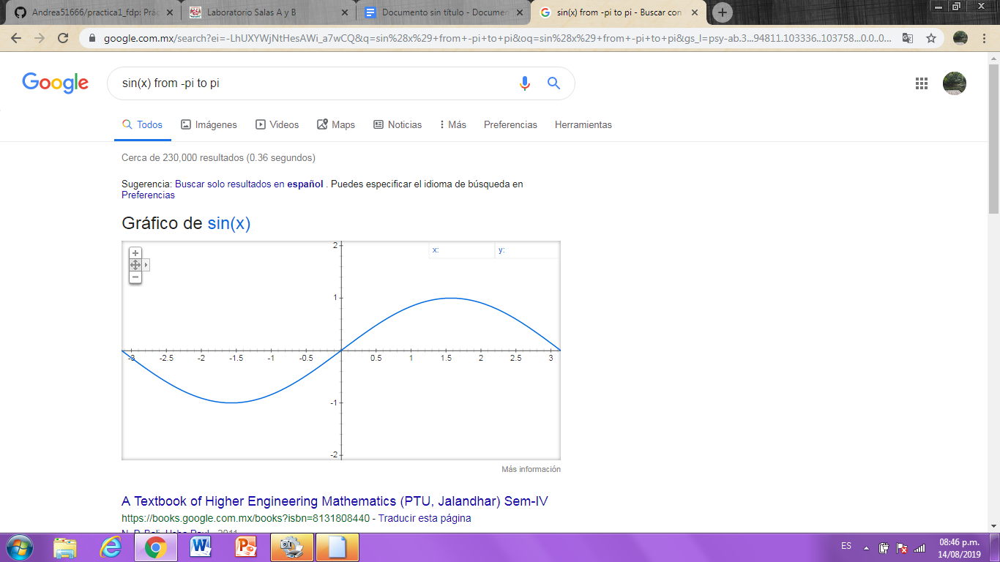 Andrea51666/practica1_fdp: Prác
Laboratorio Salas A y B
Documento sin título - Documen
sin(x) from -pi to pi - Buscar con
google.com.mx/search?ei=-LhUXYWjNtHesAWi_a7wCQ&q=sin%28x%29+from+-pi+to+pi&oq=sin%28x%29+from+-pi+to+pi&gs_l=psy-ab.3...94811.103336..103758...0.0..0...
Google
sin(x) from -pi to pi
Todos
Imágenes
Videos
Maps
Noticias
Más
Preferencias
Herramientas
Cerca de 230,000 resultados (0.36 segundos)
Sugerencia: Buscar solo resultados en español . Puedes especificar el idioma de búsqueda en
Preferencias
Gráfico de sin(x)
x:
y:
2
1
-3 -2.5 -2 -1.5 -1 -0.5 0.5 1 1.5 2 2.5 3
-1
-2
Más información
A Textbook of Higher Engineering Mathematics (PTU, Jalandhar) Sem-IV
https://books.google.com.mx/books?isbn=8131808440 - Traducir esta página
ES
08:46 p.m.
14/08/2019